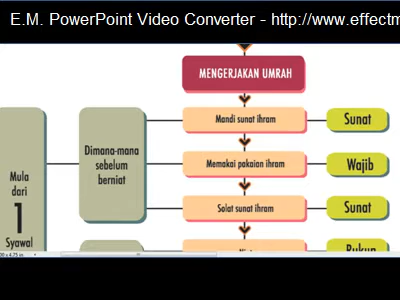 E.M. PowerPoint Video Converter - http://www.effectm
MENGERJAKAN UMRAH
Mandi sunat ihram
Sunat
Dimana-mana
sebelum
berniat
Memakai pakaian ihram
Wajib
Mula
dari
1
Syawal
Solat sunat ihram
Sunat